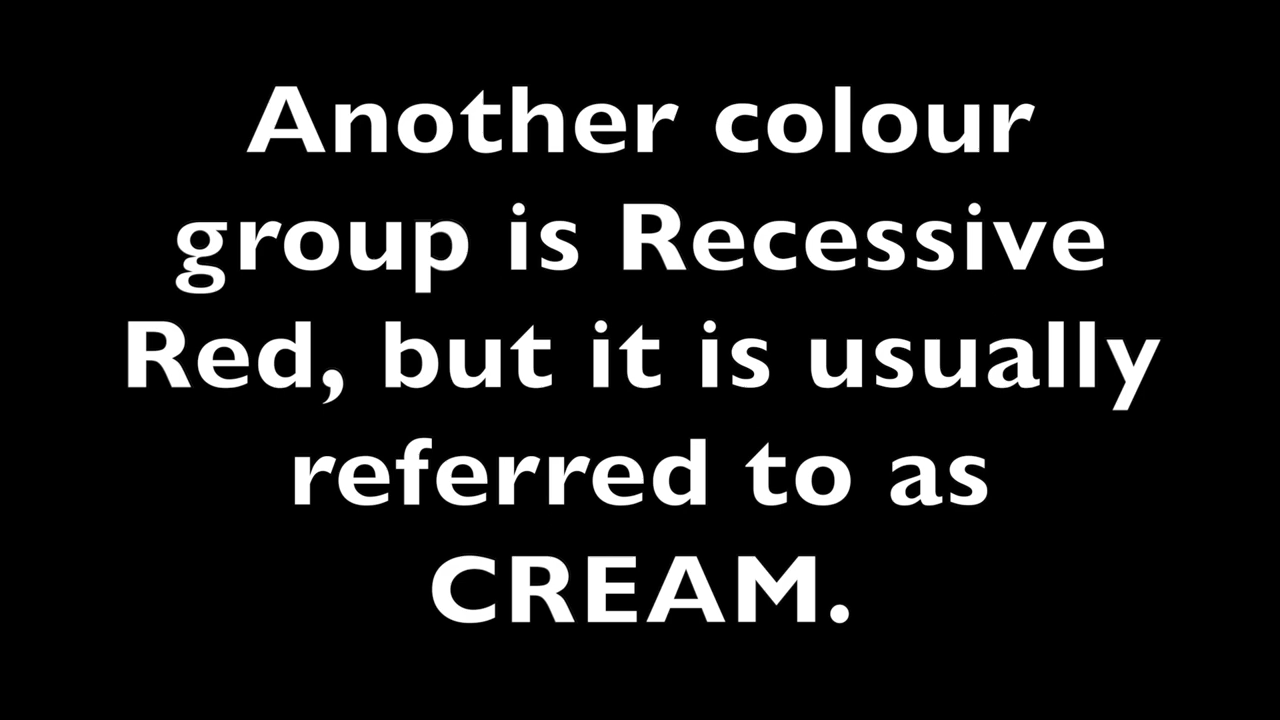 Another colour
group is Recessive
Red, but it is usually
referred to as
CREAM.